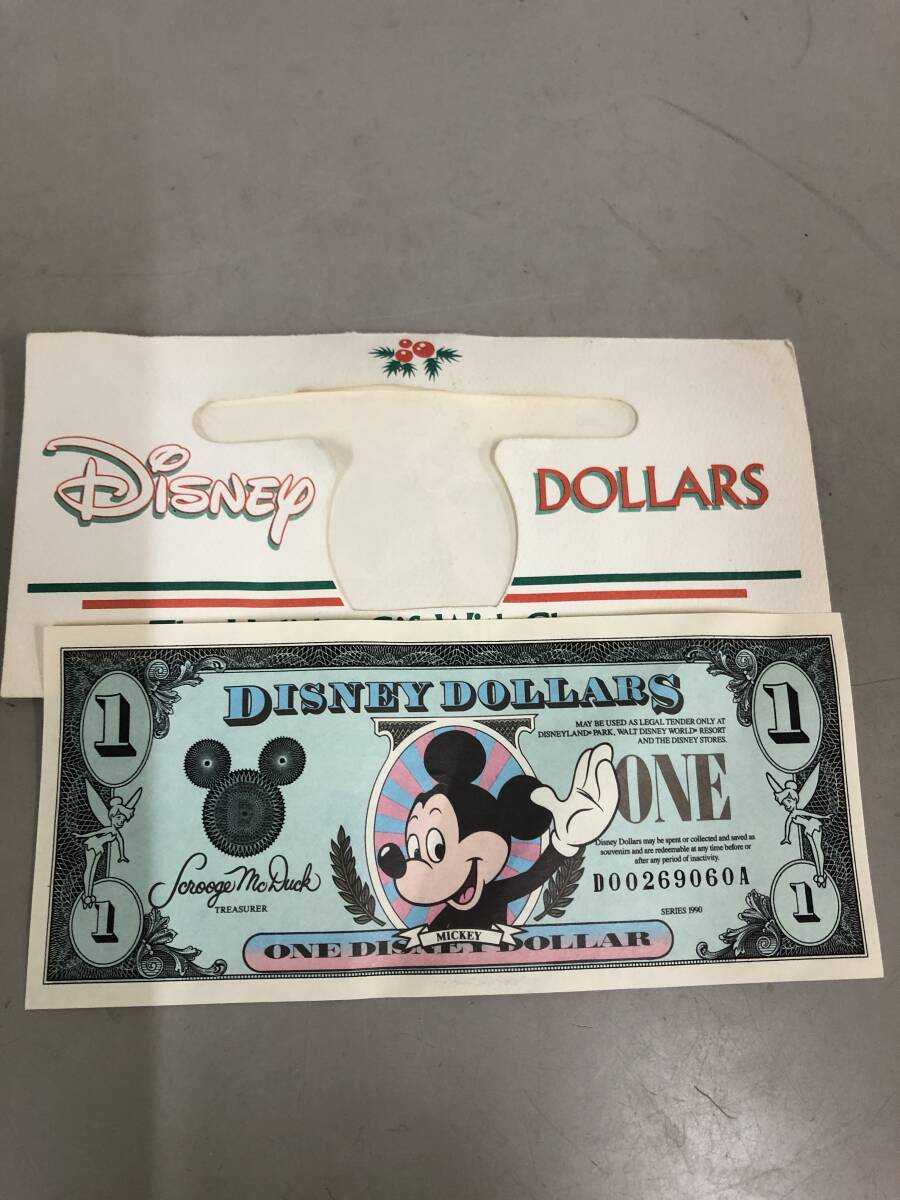 DISNEY DOLLARS
1 DISNEY DOLLARS 1
MAY BE USED AS LEGAL TENDER ONLY AT
DISNEYLAND® PARK, WALT DISNEY WORLD® RESORT
AND THE DISNEY STORES.
ONE
Disney Dollars may be spent or collected and saved as
souvenirs and are redeemable at any time before or
after any period of inactivity.
D00269060A
Scrooge McDuck
TREASURER
SERIES 1990
1 1
MICKEY
ONE DISNEY DOLLAR